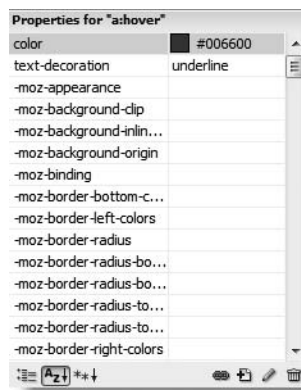 Properties for "a:hover"
color #006600
text-decoration underline
-moz-appearance
-moz-background-clip
-moz-background-inlin...
-moz-background-origin
-moz-binding
-moz-border-bottom-c...
-moz-border-left-colors
-moz-border-radius
-moz-border-radius-bo...
-moz-border-radius-bo...
-moz-border-radius-to...
-moz-border-radius-to...
-moz-border-right-colors
Az↓ **↓